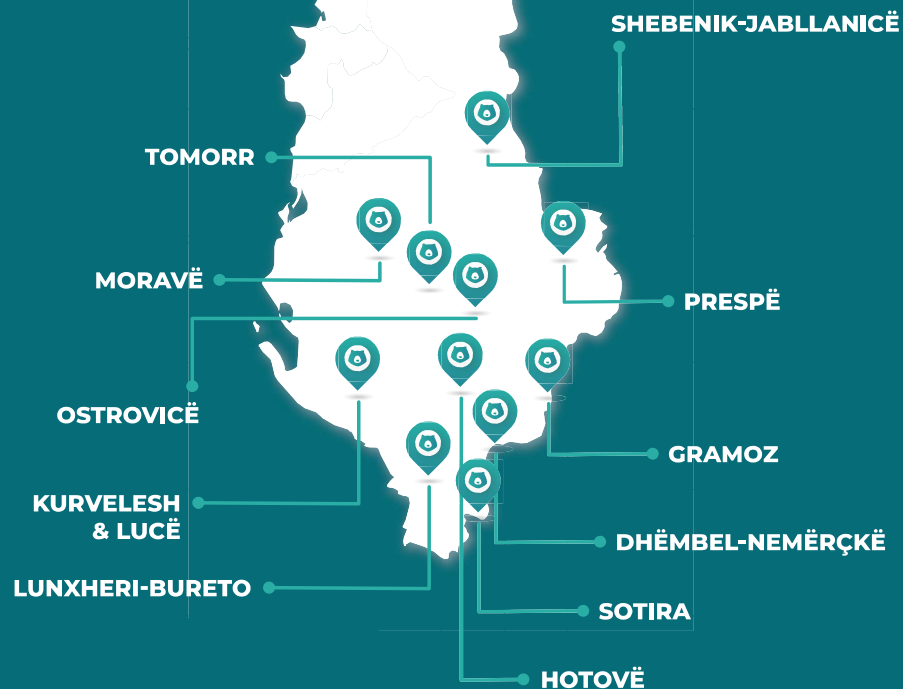 SHEBENIK-JABLLANICË
TOMORR
MORAVË
PRESPË
OSTROVICË
GRAMOZ
KURVELESH
& LUCË
DHËMBEL-NEMËRÇKË
LUNXHERI-BURETO
SOTIRA
HOTOVË